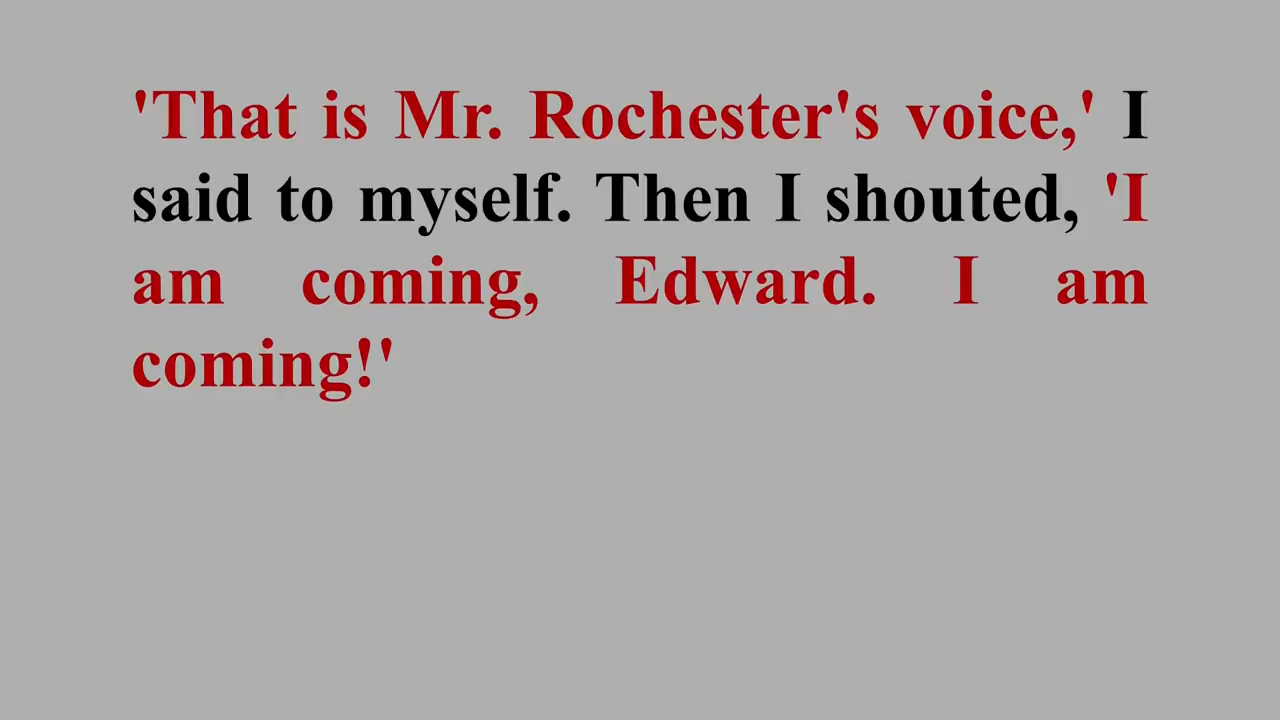 'That is Mr. Rochester's voice,' I
said to myself. Then I shouted, 'I
am coming, Edward. I am
coming!'